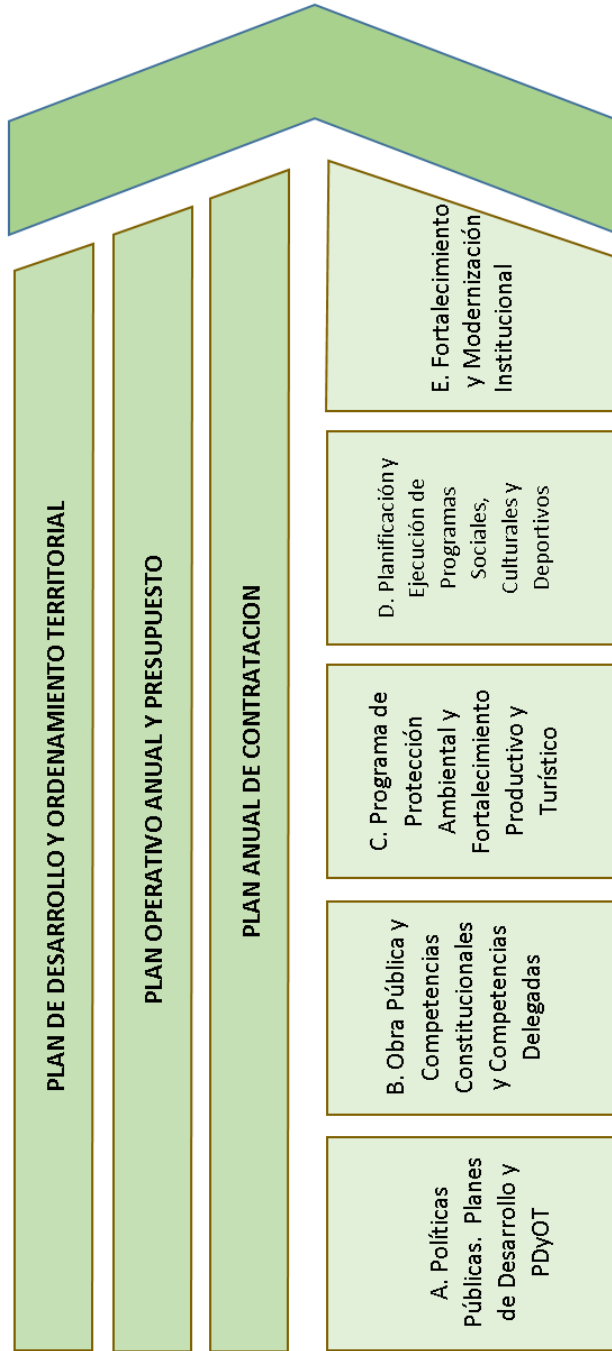 PLAN DE DESARROLLO Y ORDENAMIENTO TERRITORIAL
PLAN OPERATIVO ANUAL Y PRESUPUESTO
PLAN ANUAL DE CONTRATACION
A. Políticas
Públicas. Planes
de Desarrollo y
PDyOT
B. Obra Pública y
Competencias
Constitucionales
y Competencias
Delegadas
C. Programa de
Protección
Ambiental y
Fortalecimiento
Productivo y
Turístico
D. Planificación y
Ejecución de
Programas
Sociales,
Culturales y
Deportivos
E. Fortalecimiento
y Modernización
Institucional